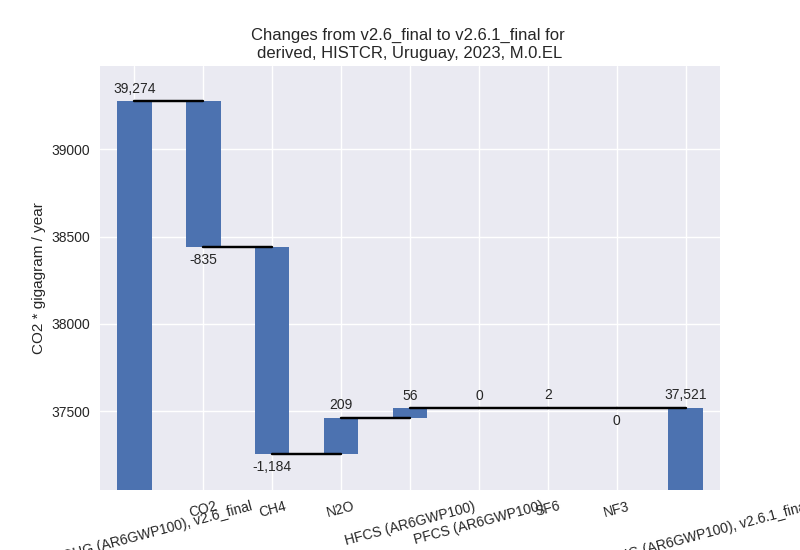 Changes from v2.6_final to v2.6.1_final for
derived, HISTCR, Uruguay, 2023, M.0.EL
39,274
-835
-1,184
209
56
0
2
0
37,521
39000
38500
38000
37500
CO2 * gigagram / year
(AR6GWP100), v2.6_final
CO2
CH4
N2O
HFCS (AR6GWP100)
PFCS (AR6GWP100)
SF6
NF3
(AR6GWP100), v2.6.1_fina